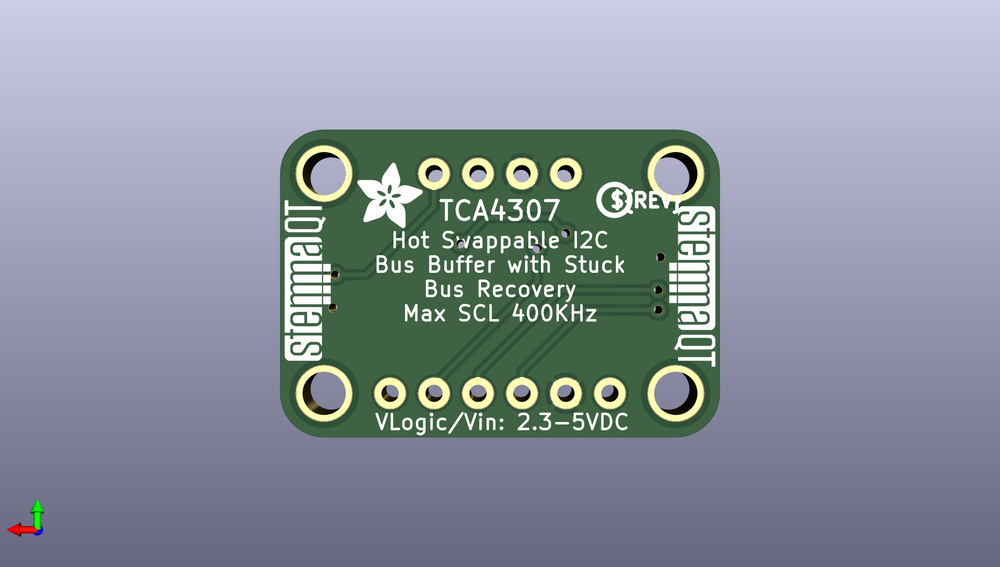 TCA4307
${REV}
Hot Swappable I2C
Bus Buffer with Stuck
Bus Recovery
Max SCL 400KHz
stemmaQT
stemmaQT
VLogic/Vin: 2.3-5VDC